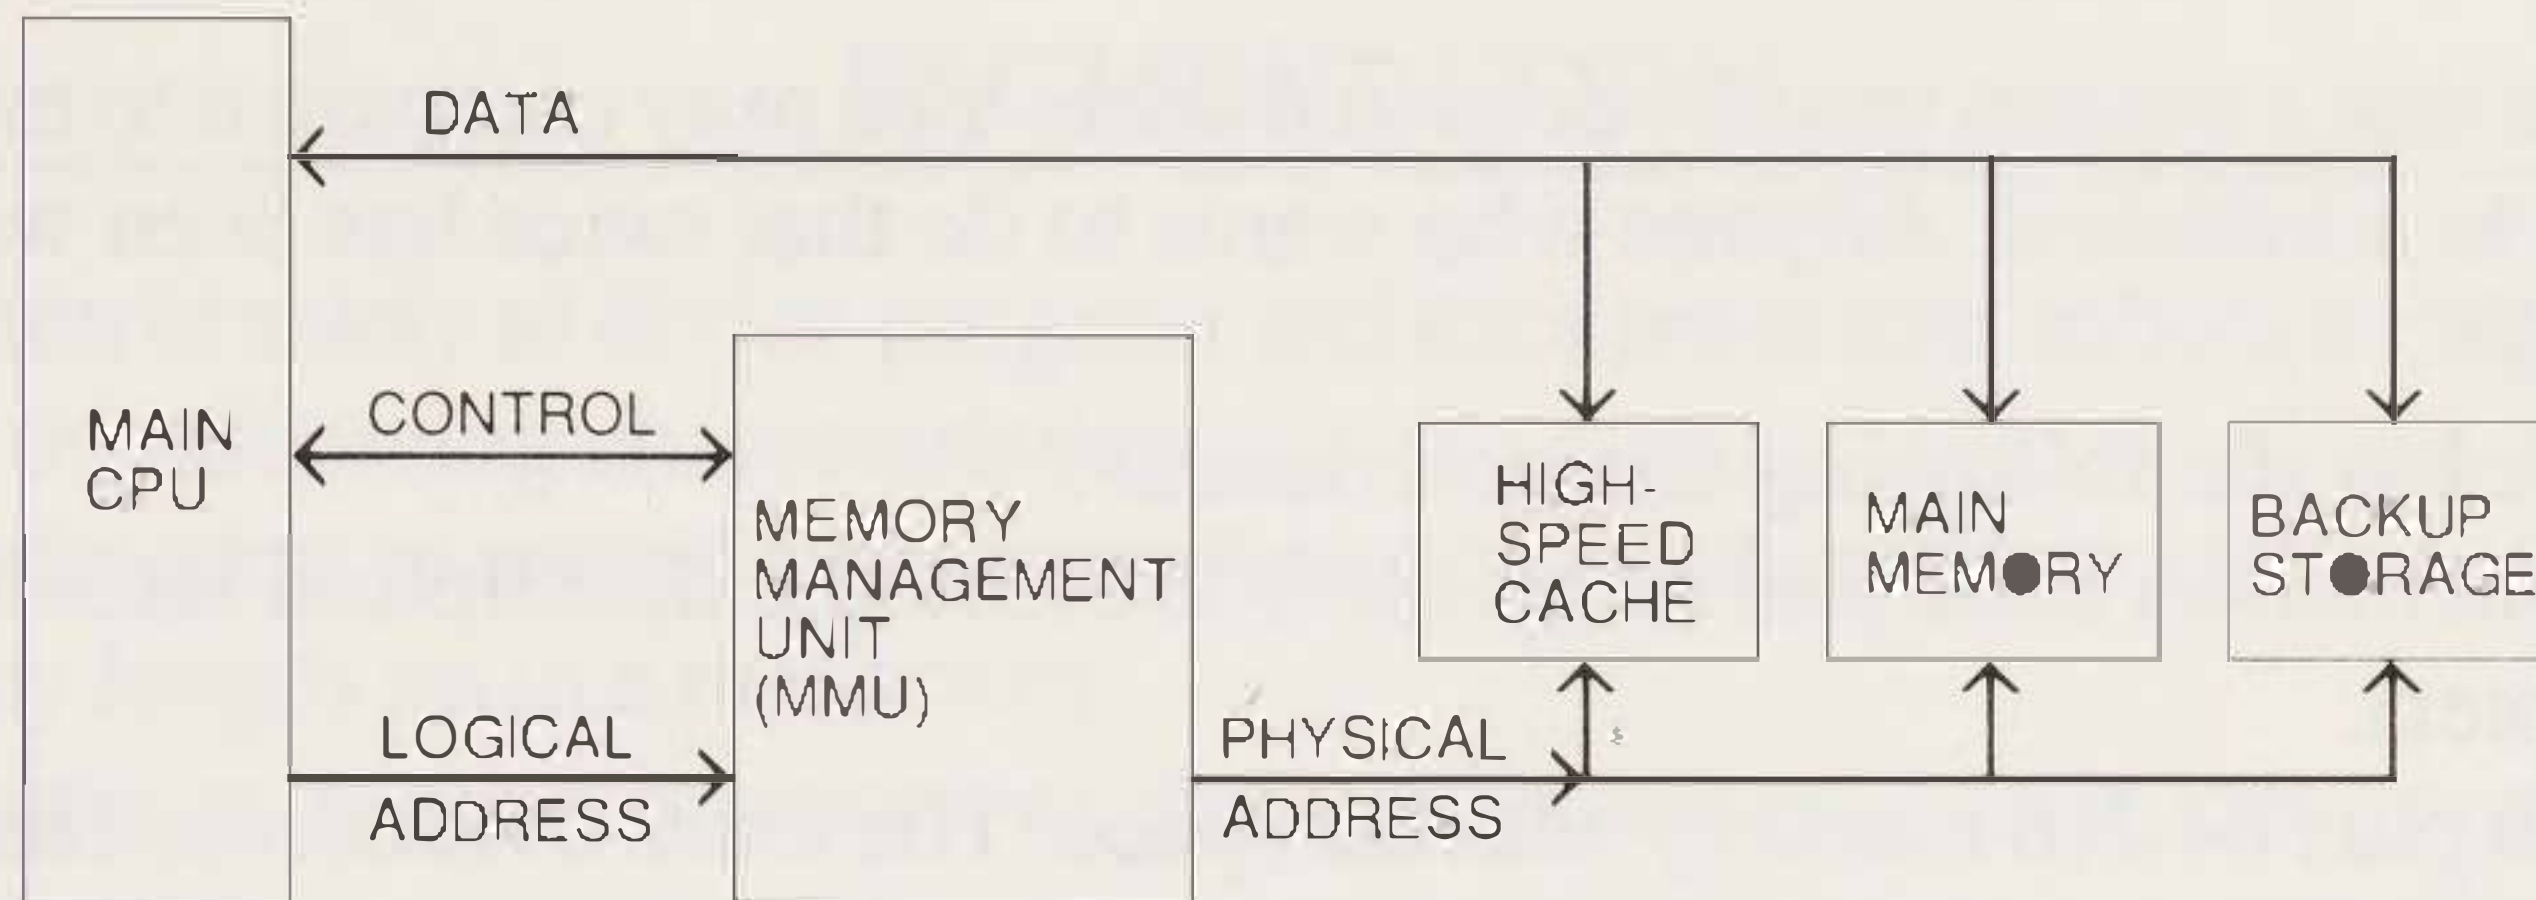 DATA
MAIN
CPU
CONTROL
MEMORY
MANAGEMENT
UNIT
(MMU)
LOGICAL
ADDRESS
PHYSICAL
ADDRESS
HIGH-
SPEED
CACHE
MAIN
MEMORY
BACKUP
STORAGE